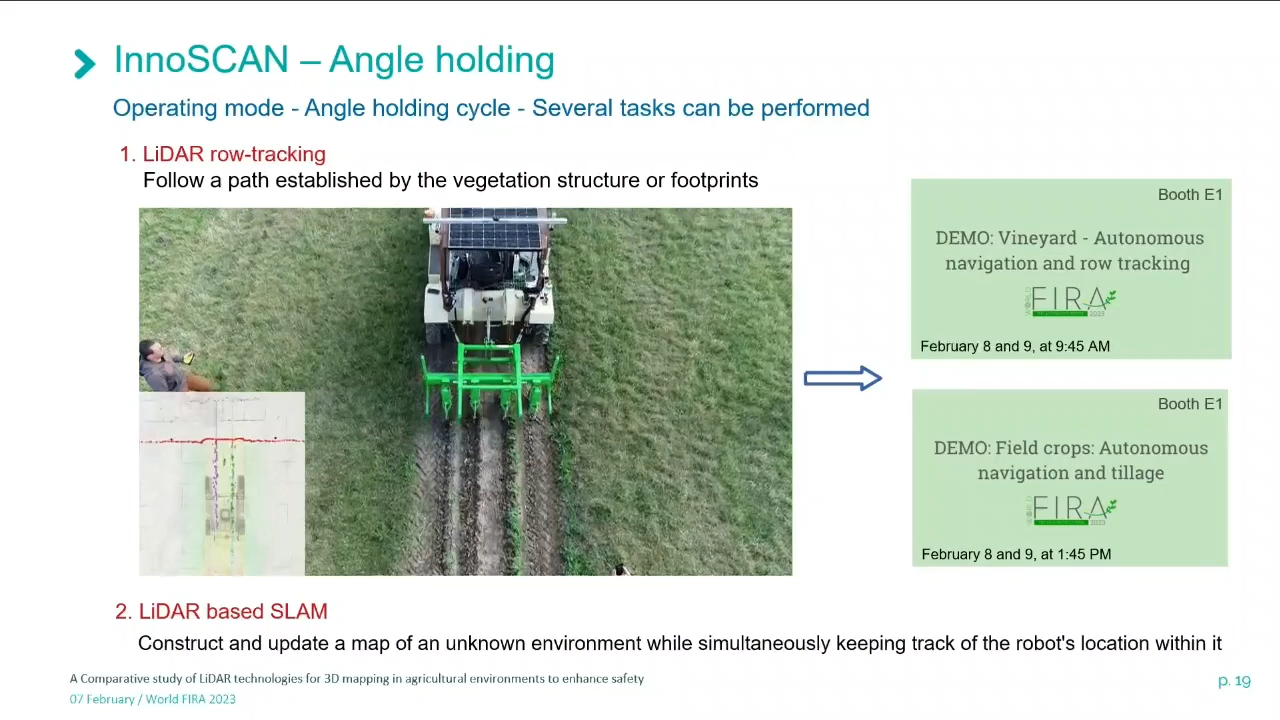 InnoSCAN – Angle holding
Operating mode - Angle holding cycle - Several tasks can be performed
1. LiDAR row-tracking
Follow a path established by the vegetation structure or footprints
Booth E1
DEMO: Vineyard - Autonomous
navigation and row tracking
WORLD
FIRA
2023
February 8 and 9, at 9:45 AM
Booth E1
DEMO: Field crops: Autonomous
navigation and tillage
WORLD
FIRA
2023
February 8 and 9, at 1:45 PM
2. LiDAR based SLAM
Construct and update a map of an unknown environment while simultaneously keeping track of the robot's location within it
A Comparative study of LiDAR technologies for 3D mapping in agricultural environments to enhance safety
07 February / World FIRA 2023
p. 19